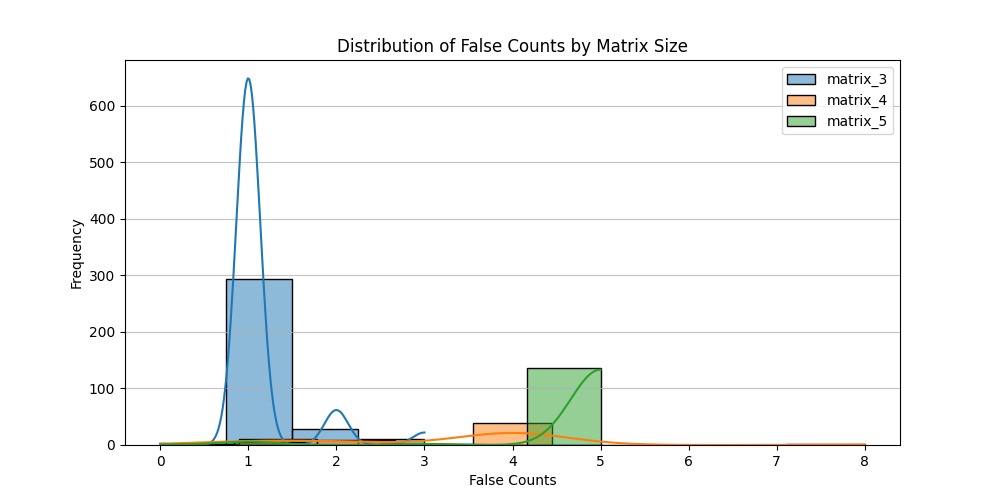 Distribution of False Counts by Matrix Size
matrix_3
matrix_4
matrix_5
Frequency
600
500
400
300
200
100
0
0 1 2 3 4 5 6 7 8
False Counts